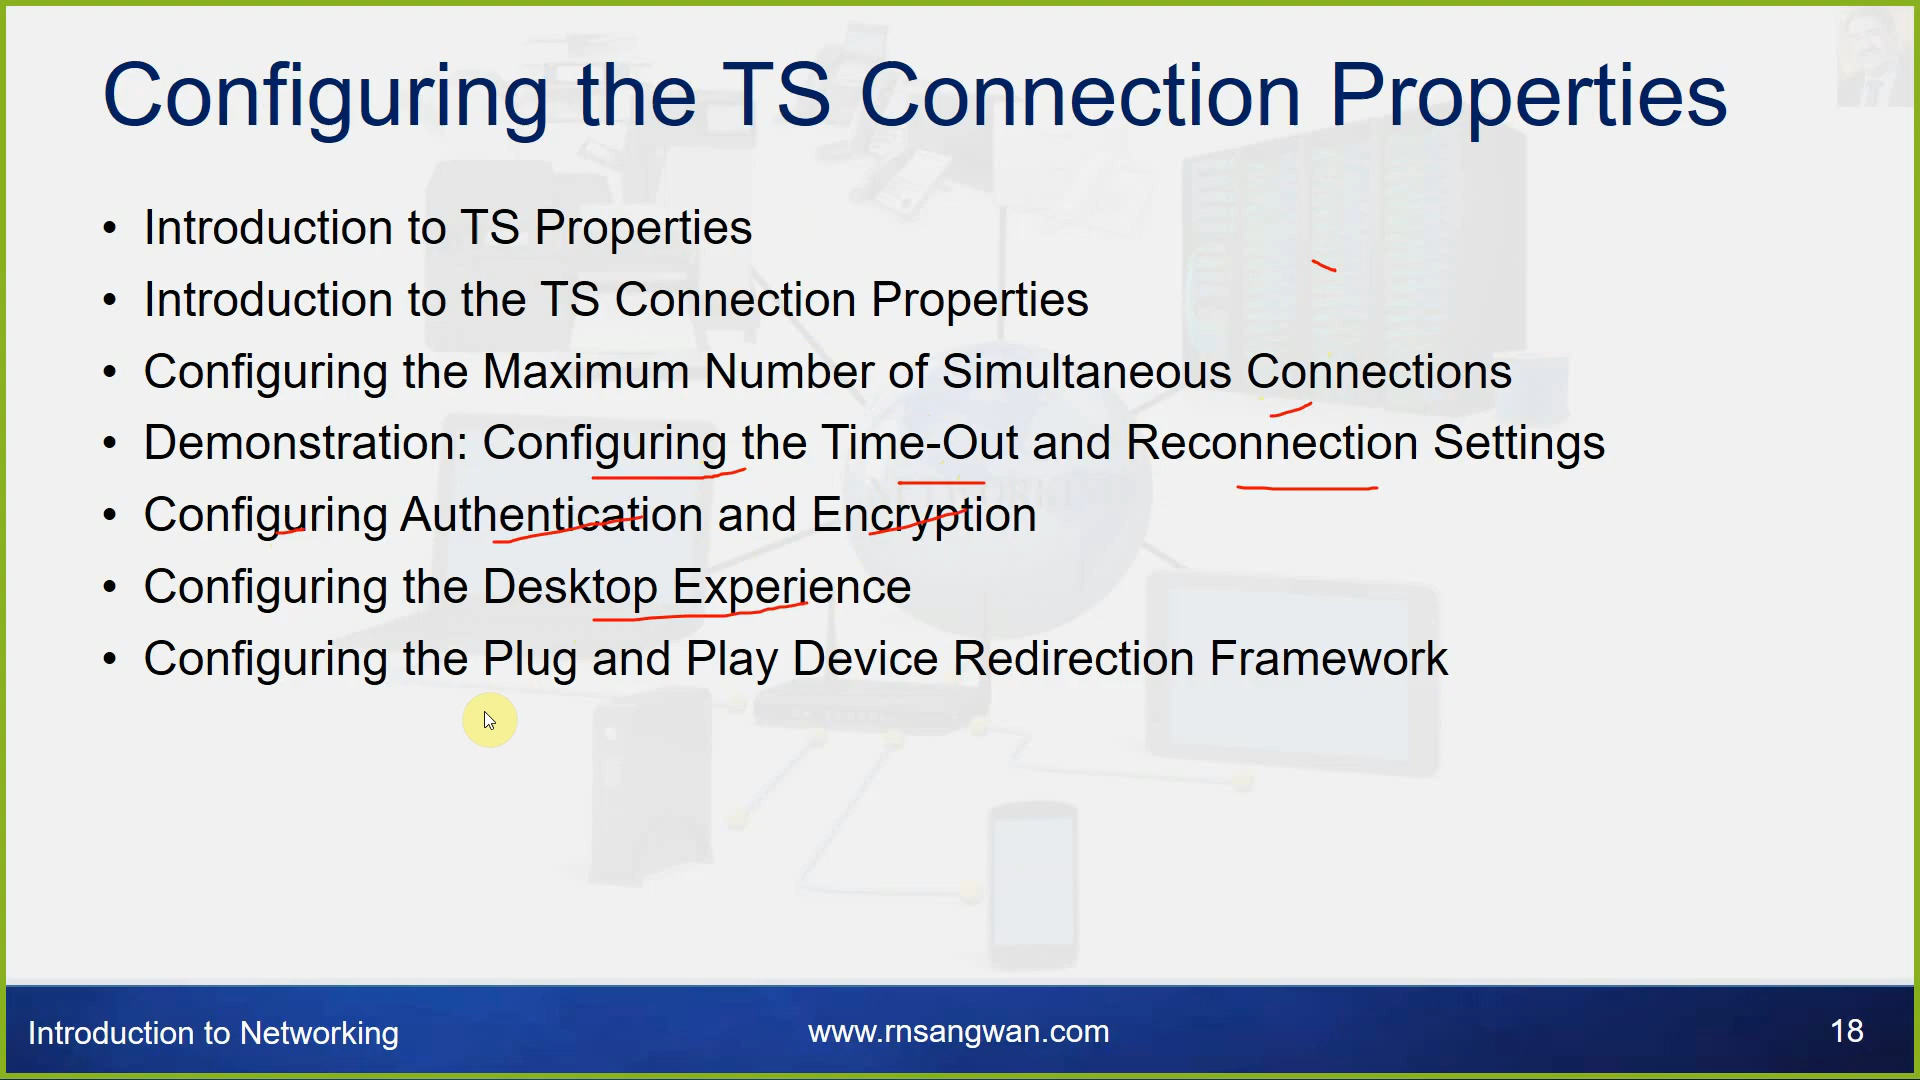 Configuring the TS Connection Properties
• Introduction to TS Properties
• Introduction to the TS Connection Properties
• Configuring the Maximum Number of Simultaneous Connections
• Demonstration: Configuring the Time-Out and Reconnection Settings
• Configuring Authentication and Encryption
• Configuring the Desktop Experience
• Configuring the Plug and Play Device Redirection Framework
Introduction to Networking
www.rnsangwan.com
18